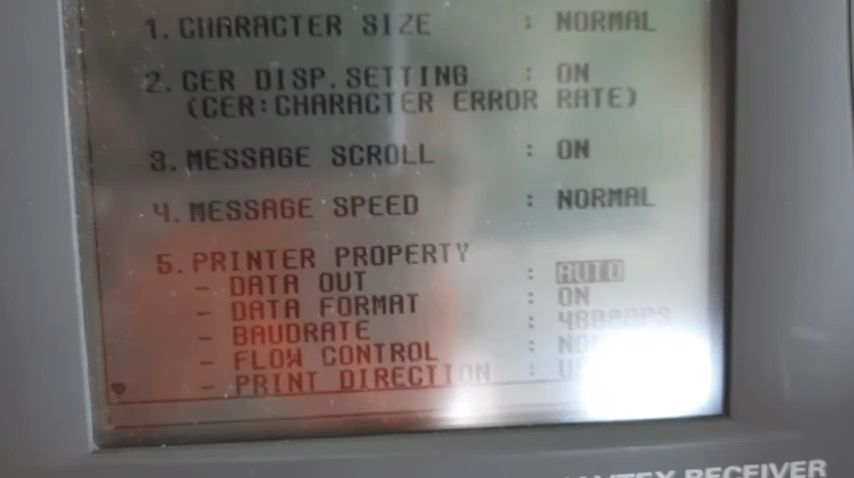 1. CHARACTER SIZE : NORMAL
2. CER DISP. SETTING : ON
(CER:CHARACTER ERROR RATE)
3. MESSAGE SCROLL : ON
4. MESSAGE SPEED : NORMAL
5. PRINTER PROPERTY
- DATA OUT : AUTO
- DATA FORMAT : ON
- BAUDRATE : 4800BPS
- FLOW CONTROL :
- PRINT DIRECTION :
RECEIVER